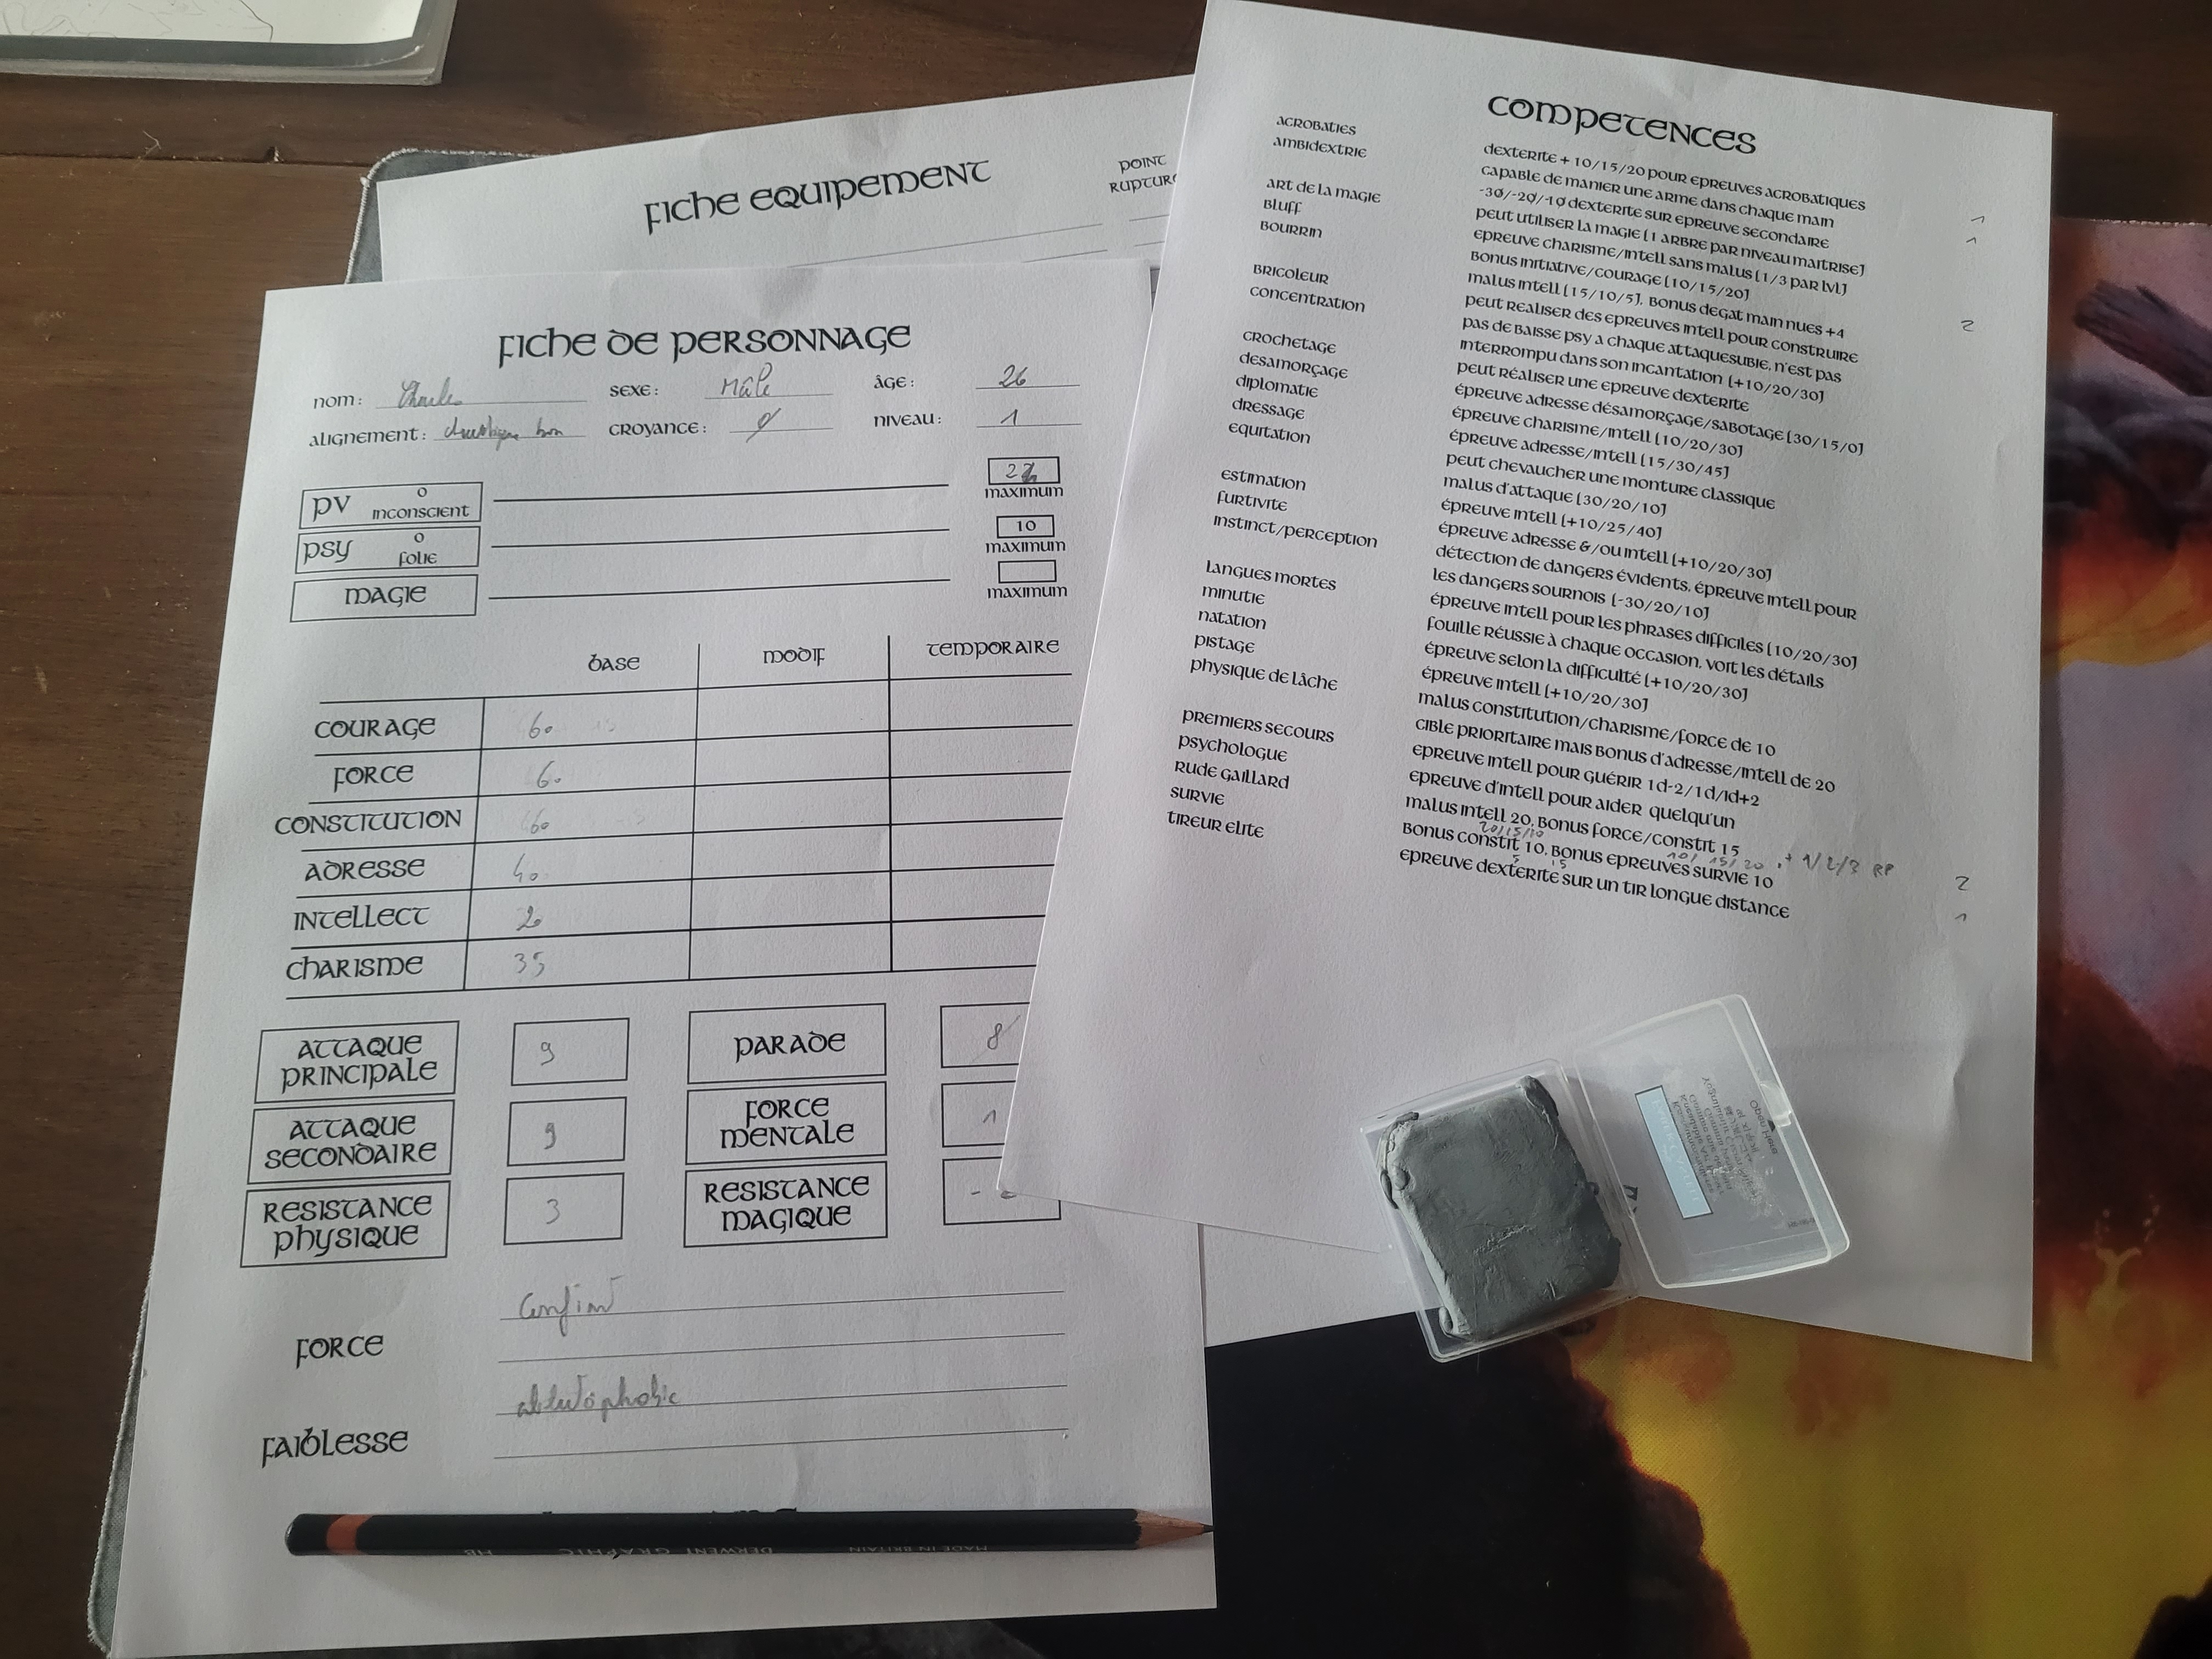 FICHE EQUIPEMENT
POINT
RUPTURE
FICHE DE PERSONNAGE
NOM: Charles SEXE: Mâle ÂGE: 26
ALIGNEMENT: bon CROYANCE: NIVEAU: 1
PV 0 INCONSCIENT MAXIMUM
PSY 0 FOLIE 10 MAXIMUM
MAGIE MAXIMUM
BASE MODIF TEMPORAIRE
COURAGE 60
FORCE 60
CONSTITUTION 60
ADRESSE 40
INTELLECT 20
CHARISME 35
ATTAQUE PRINCIPALE 9 PARADE 8
ATTAQUE SECONDAIRE 9 FORCE MENTALE 1
RESISTANCE PHYSIQUE 3 RESISTANCE MAGIQUE -
FORCE
FAIBLESSE ablutophobie
MADE IN BRITAIN DERWENT GRAPHIC HB
COMPETENCES
ACROBATIES DEXTERITE + 10/15/20 POUR EPREUVES ACROBATIQUES 1
AMBIDEXTRIE CAPABLE DE MANIER UNE ARME DANS CHAQUE MAIN 1
-30/-20/-10 DEXTERITE SUR EPREUVE SECONDAIRE
ART DE LA MAGIE PEUT UTILISER LA MAGIE [1 ARBRE PAR NIVEAU MAITRISE]
BLUFF EPREUVE CHARISME/INTELL SANS MALUS [1/3 PAR LVL]
BOURRIN BONUS INITIATIVE/COURAGE [10/15/20] 2
MALUS INTELL [15/10/5], BONUS DEGAT MAIN NUES +4
BRICOLEUR PEUT REALISER DES EPREUVES INTELL POUR CONSTRUIRE
CONCENTRATION PAS DE BAISSE PSY A CHAQUE ATTAQUESUBIE, N'EST PAS
INTERROMPU DANS SON INCANTATION [+10/20/30]
CROCHETAGE PEUT RÉALISER UNE EPREUVE DEXTERITE
DESAMORÇAGE ÉPREUVE ADRESSE DÉSAMORÇAGE/SABOTAGE [30/15/0]
DIPLOMATIE ÉPREUVE CHARISME/INTELL [10/20/30]
DRESSAGE ÉPREUVE ADRESSE/INTELL [15/30/45]
EQUITATION PEUT CHEVAUCHER UNE MONTURE CLASSIQUE
MALUS D'ATTAQUE [30/20/10]
ESTIMATION ÉPREUVE INTELL [+10/25/40]
FURTIVITE ÉPREUVE ADRESSE &/OU INTELL [+10/20/30]
INSTINCT/PERCEPTION DÉTECTION DE DANGERS ÉVIDENTS, ÉPREUVE INTELL POUR
LES DANGERS SOURNOIS [-30/20/10]
LANGUES MORTES ÉPREUVE INTELL POUR LES PHRASES DIFFICILES [10/20/30]
MINUTIE FOUILLE RÉUSSIE À CHAQUE OCCASION, VOIT LES DÉTAILS
NATATION ÉPREUVE SELON LA DIFFICULTÉ [+10/20/30]
PISTAGE ÉPREUVE INTELL [+10/20/30]
PHYSIQUE DE LÂCHE MALUS CONSTITUTION/CHARISME/FORCE DE 10
CIBLE PRIORITAIRE MAIS BONUS D'ADRESSE/INTELL DE 20
PREMIERS SECOURS EPREUVE INTELL POUR GUÉRIR 1D-2/1D/1D+2
PSYCHOLOGUE EPREUVE D'INTELL POUR AIDER QUELQU'UN
RUDE GAILLARD MALUS INTELL 20, BONUS FORCE/CONSTIT 15 2
20/15/10 10/15/20 + 1/2/3 RP
SURVIE BONUS CONSTIT 10, BONUS EPREUVES SURVIE 10 1
5 15
TIREUR ELITE EPREUVE DEXTERITE SUR UN TIR LONGUE DISTANCE